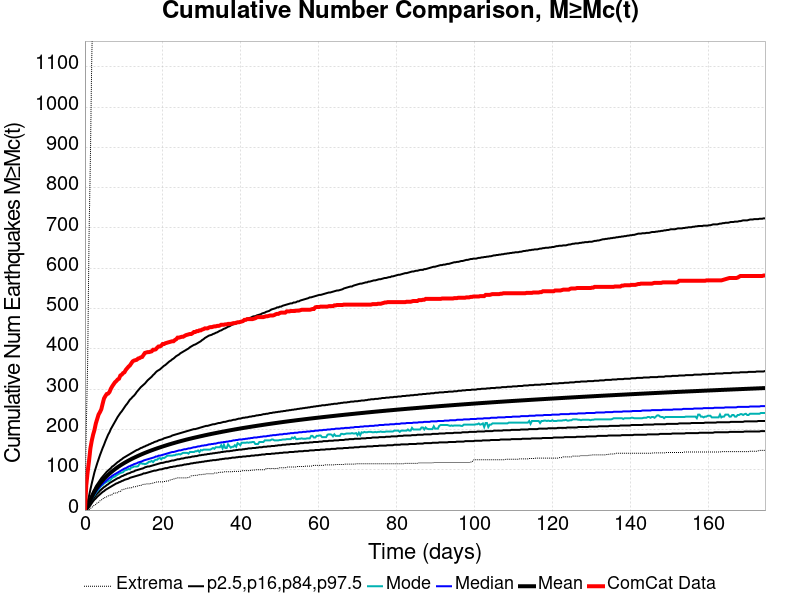 Cumulative Number Comparison, M≥Mc(t)
Cumulative Num Earthquakes M≥Mc(t)
1100
1000
900
800
700
600
500
400
300
200
100
0
0 20 40 60 80 100 120 140 160
Time (days)
Extrema p2.5,p16,p84,p97.5 Mode Median Mean ComCat Data